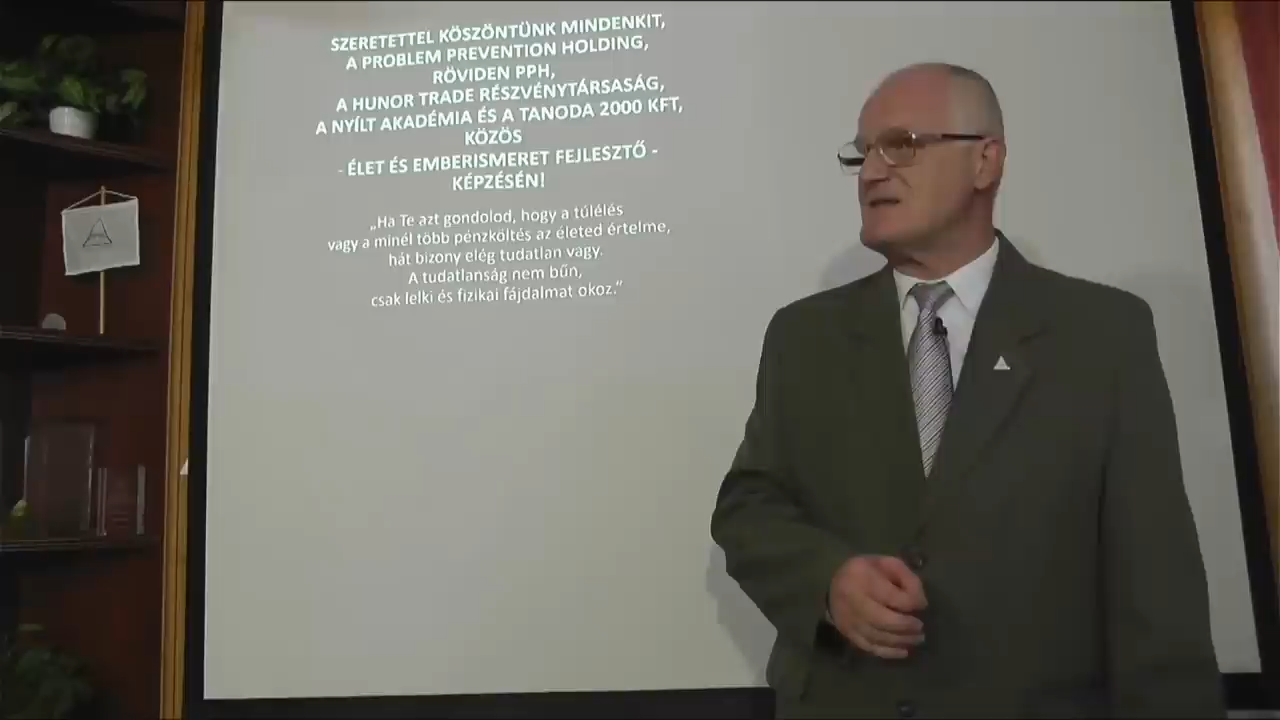 SZERETETTEL KÖSZÖNTÜNK MINDENKIT,
A PROBLEM PREVENTION HOLDING,
RÖVIDEN PPH,
A HUNOR TRADE RÉSZVÉNYTÁRSASÁG,
A NYÍLT AKADÉMIA ÉS A TANODA 2000 KFT,
KÖZÖS
- ÉLET ÉS EMBERISMERET FEJLESZTŐ -
KÉPZÉSÉN!
„Ha Te azt gondolod, hogy a túlélés
vagy a minél több pénzköltés az életed értelme,
hát bizony elég tudatlan vagy.
A tudatlanság nem bűn,
csak lelki és fizikai fájdalmat okoz.”